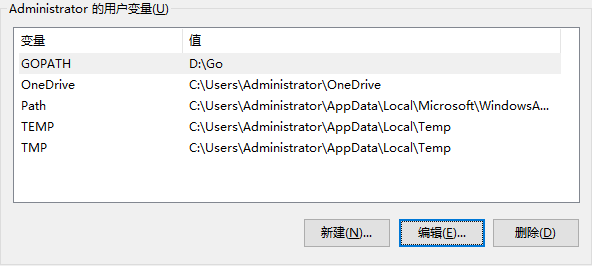 Administrator 的用户变量(U)
变量 值
GOPATH D:\Go
OneDrive C:\Users\Administrator\OneDrive
Path C:\Users\Administrator\AppData\Local\Microsoft\WindowsA...
TEMP C:\Users\Administrator\AppData\Local\Temp
TMP C:\Users\Administrator\AppData\Local\Temp
新建(N)... 编辑(E)... 删除(D)